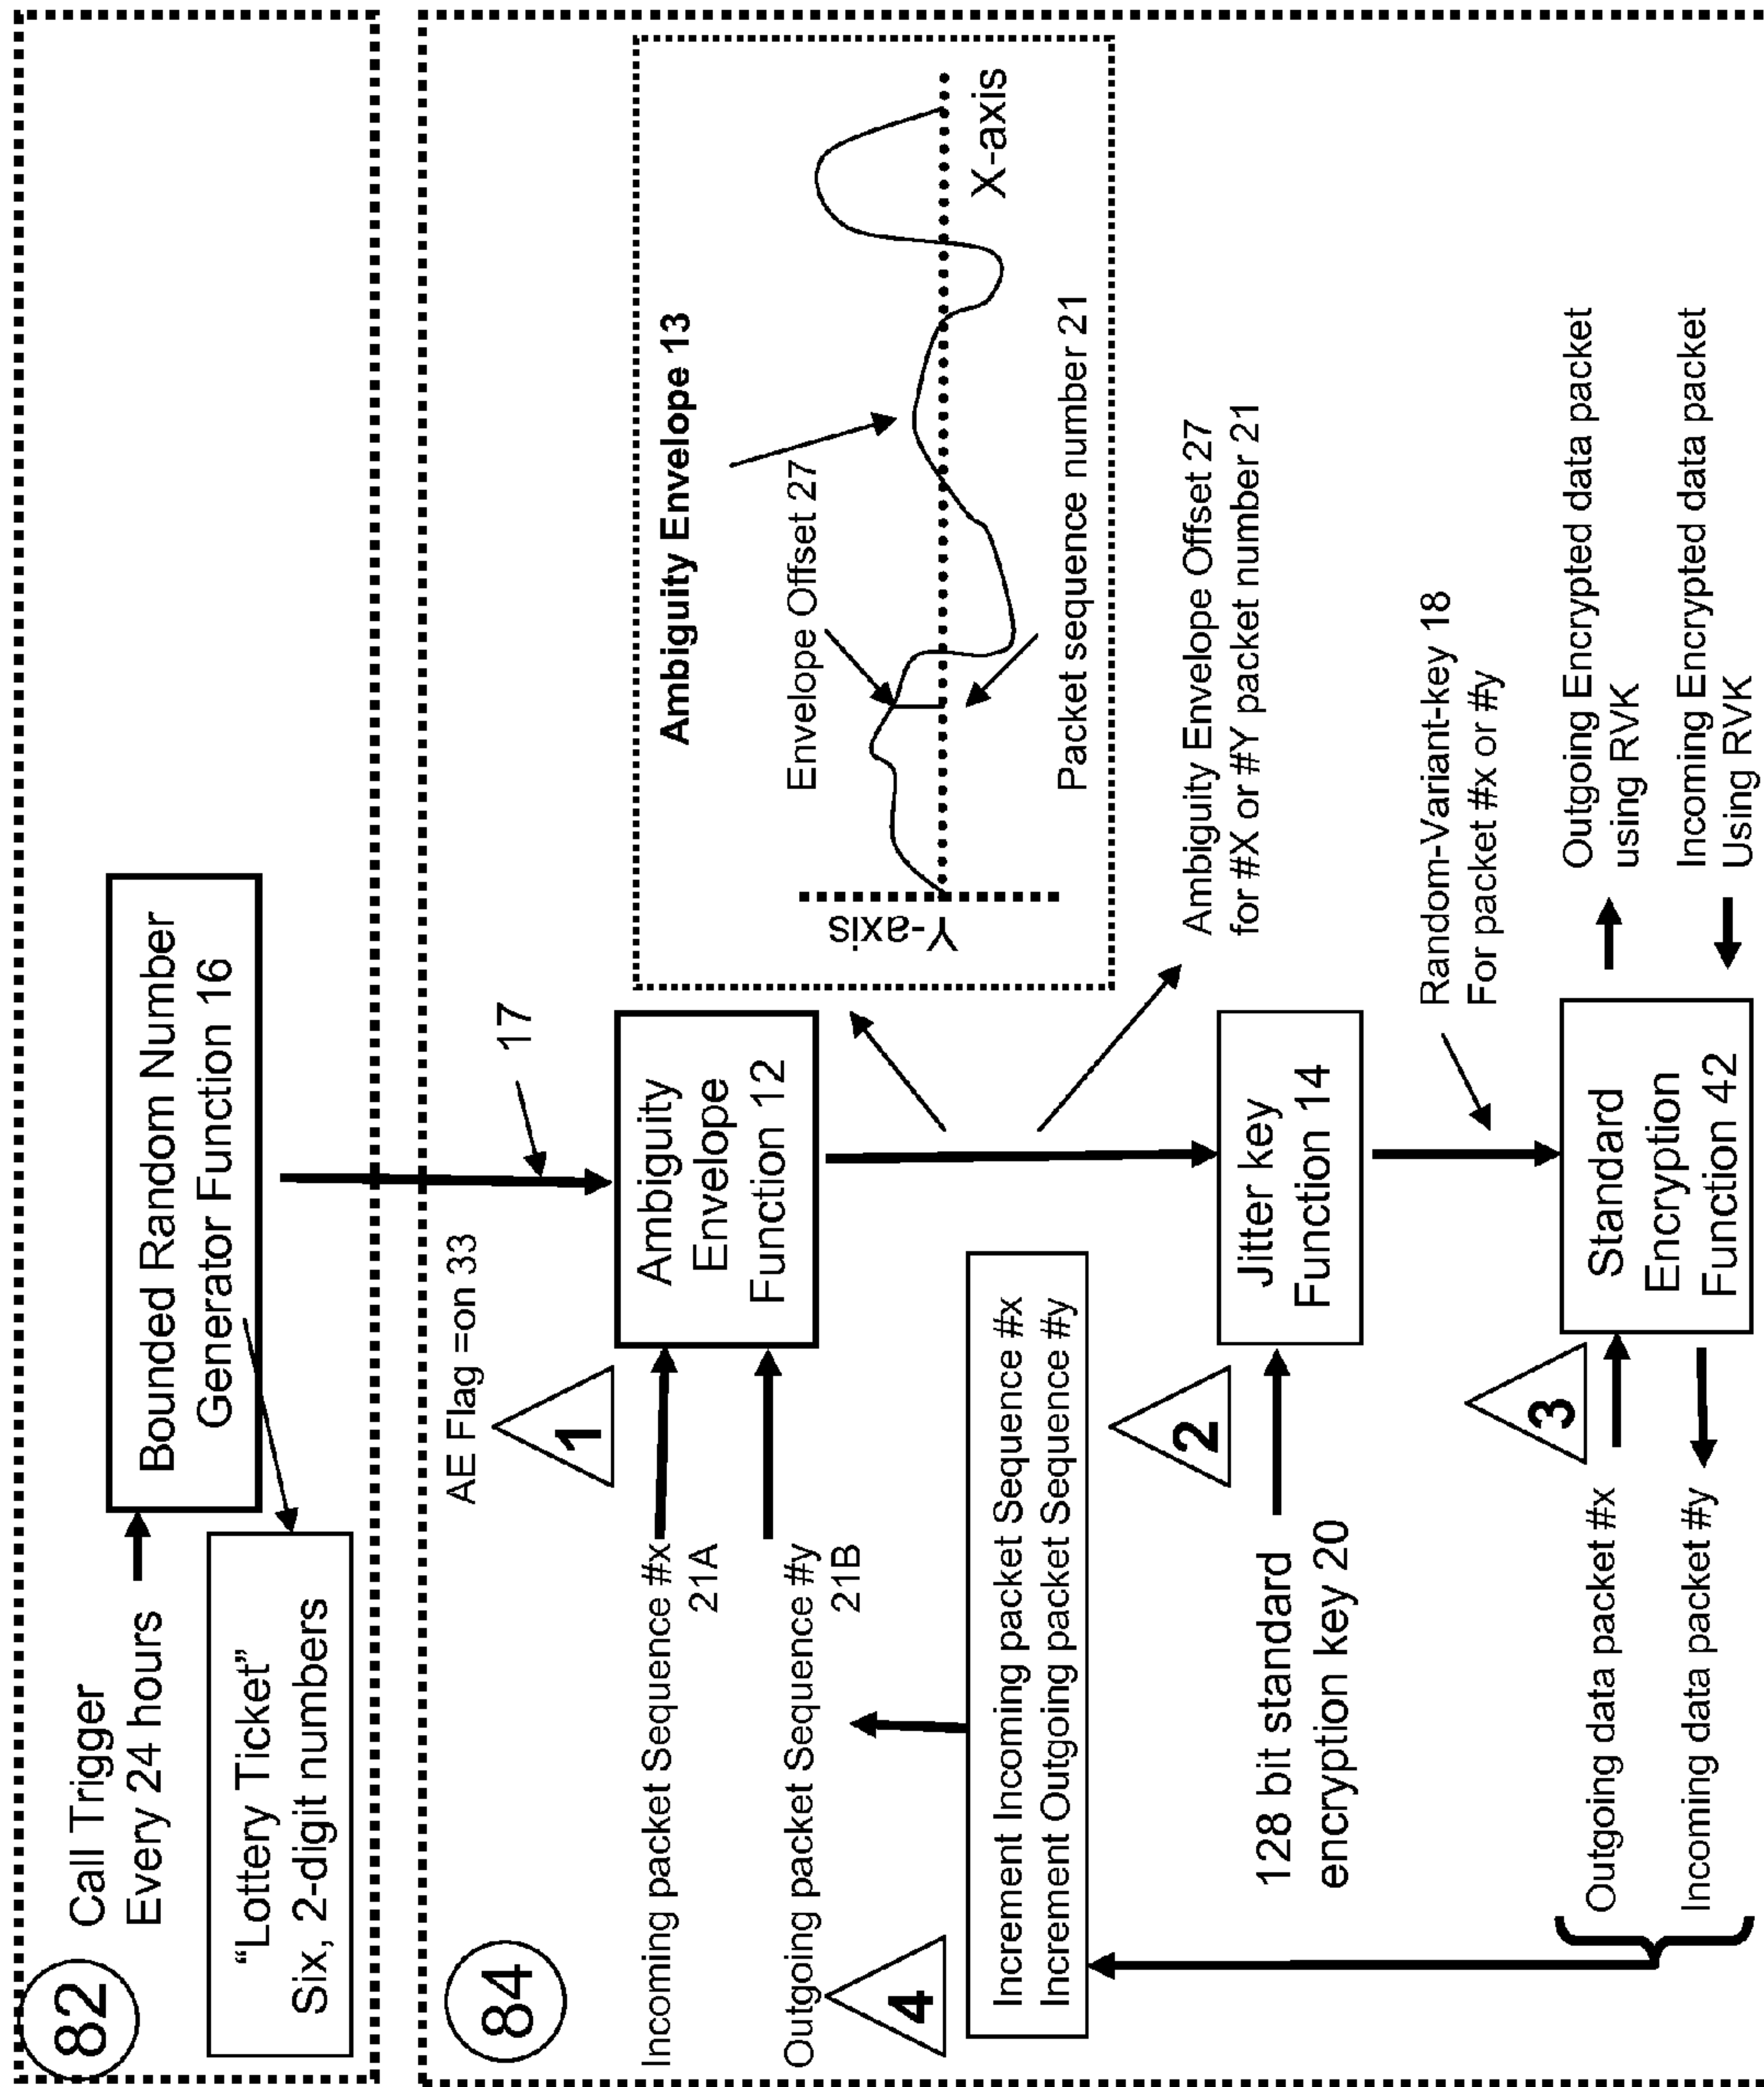 82
Call Trigger
Every 24 hours
Bounded Random Number
Generator Function 16
“Lottery Ticket”
Six, 2-digit numbers
84
AE Flag =on 33
17
1
Incoming packet Sequence #x
21A
Outgoing packet Sequence #y
21B
Ambiguity
Envelope
Function 12
Ambiguity Envelope 13
Envelope Offset 27
Y-axis
X-axis
Packet sequence number 21
4
Increment Incoming packet Sequence #x
Increment Outgoing packet Sequence #y
Ambiguity Envelope Offset 27
for #X or #Y packet number 21
2
128 bit standard
encryption key 20
Jitter key
Function 14
Random-Variant-key 18
For packet #x or #y
3
Outgoing data packet #x
Incoming data packet #y
Standard
Encryption
Function 42
Outgoing Encrypted data packet
using RVK
Incoming Encrypted data packet
Using RVK